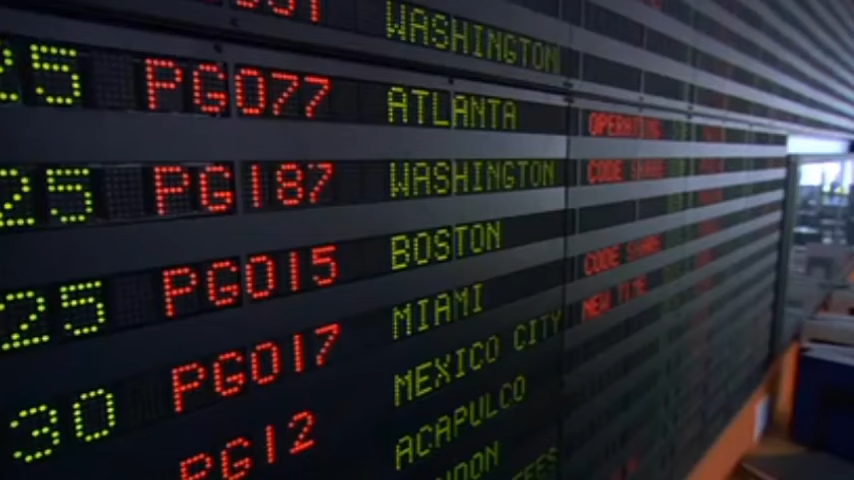 WASHINGTON
25 PG077 ATLANTA OPERATING
25 PG187 WASHINGTON CODE SHARE
25 PG015 BOSTON
30 PG017 MIAMI CODE SHARE
PG12 MEXICO CITY NEW TIME
ACAPULCO
NDON